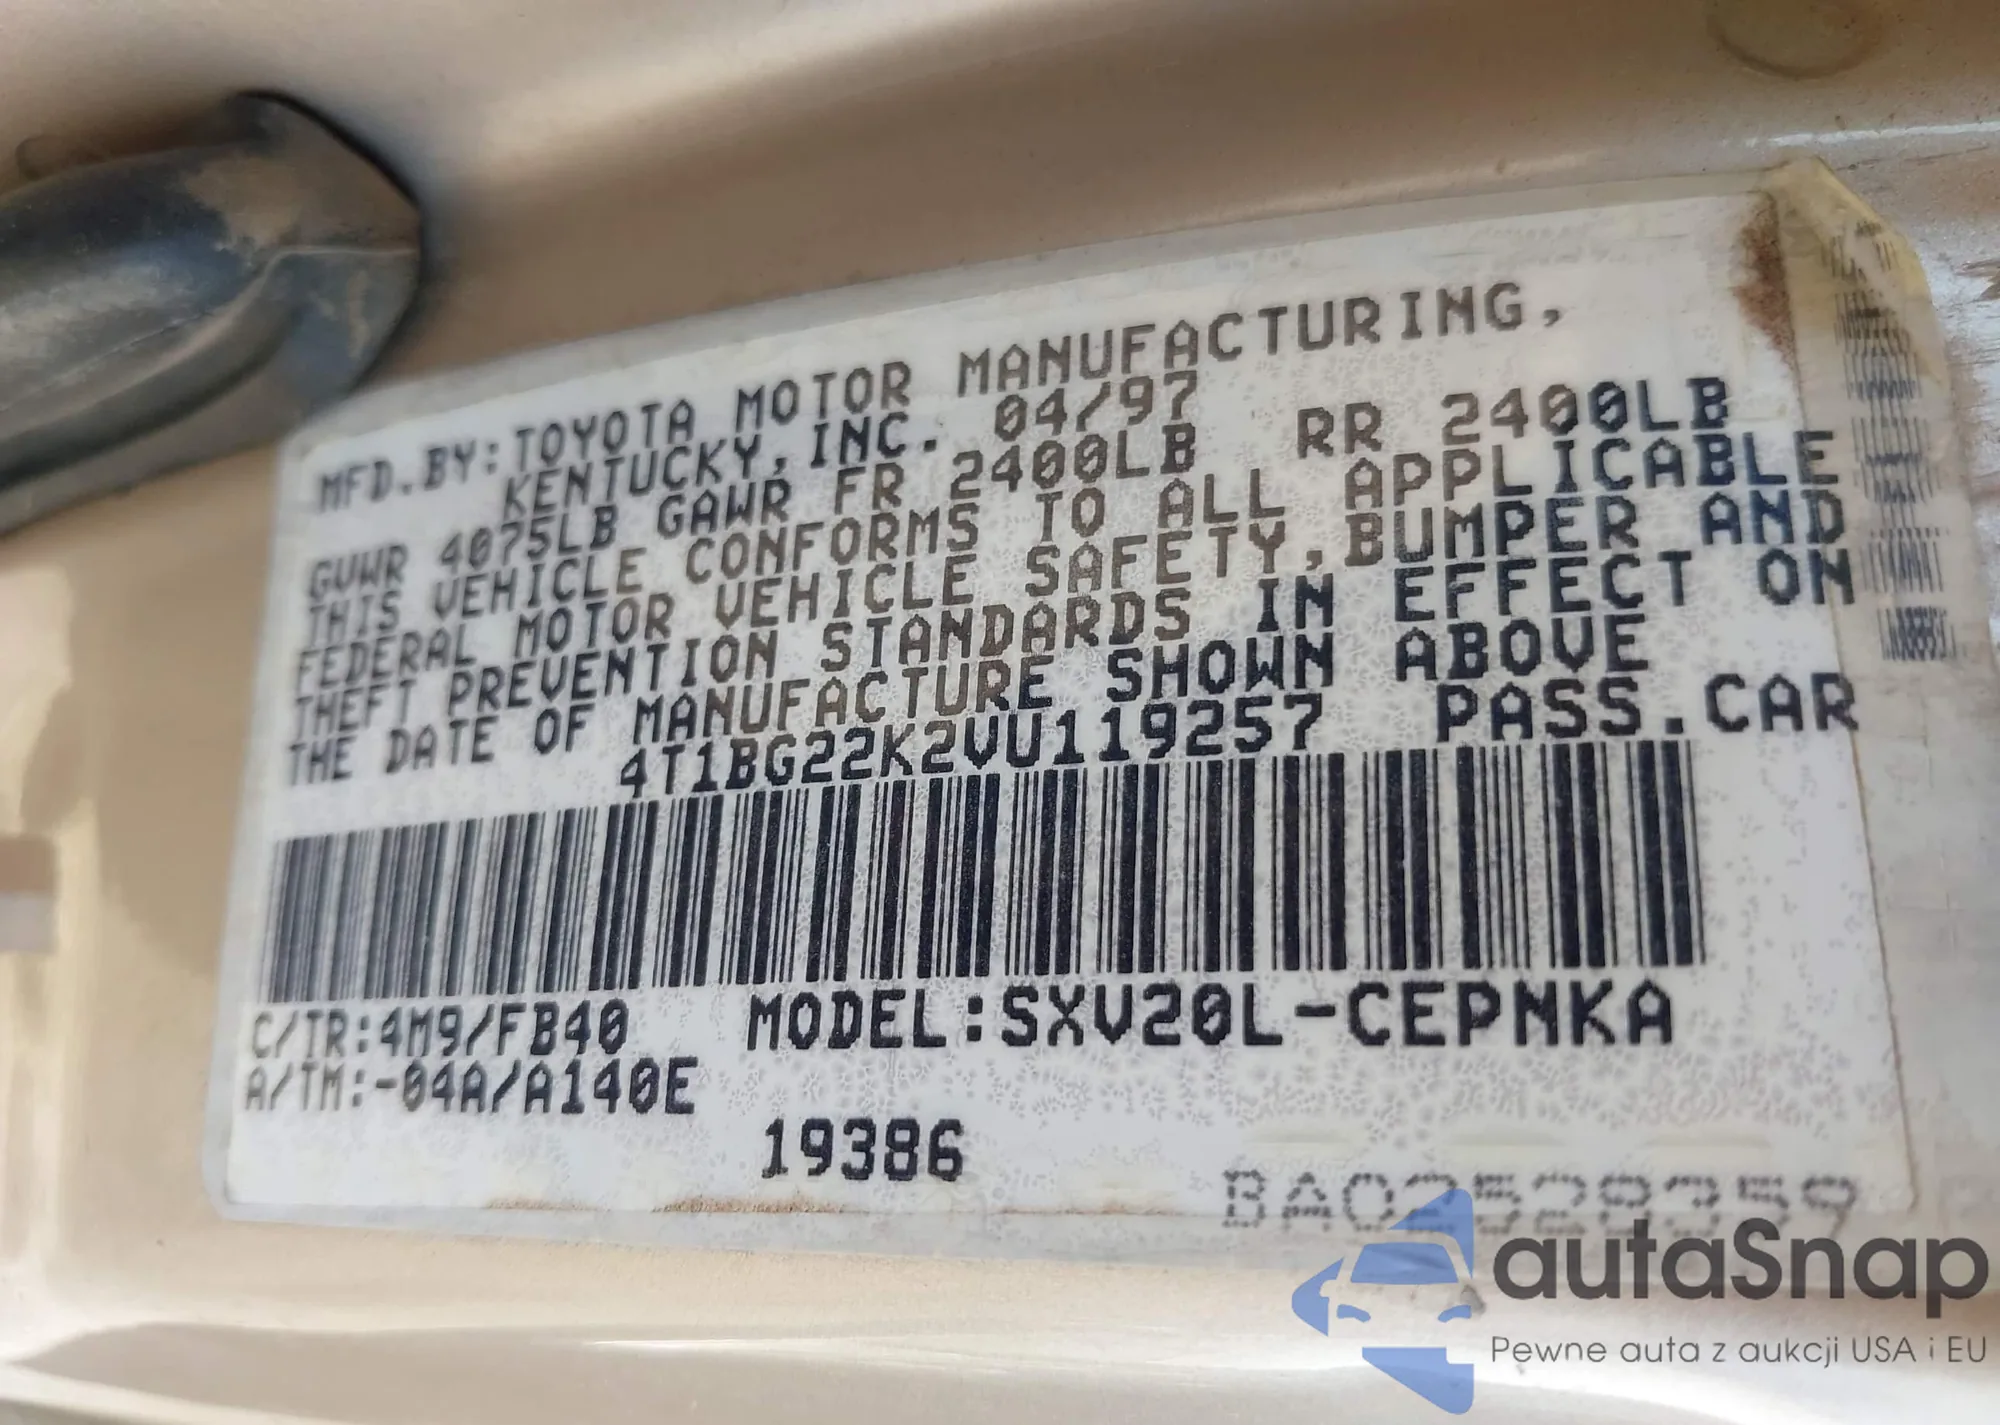 MFD.BY:TOYOTA MOTOR MANUFACTURING,
KENTUCKY,INC. 04/97
GVWR 4075LB GAWR FR 2400LB RR 2400LB
THIS VEHICLE CONFORMS TO ALL APPLICABLE
FEDERAL MOTOR VEHICLE SAFETY,BUMPER AND
THEFT PREVENTION STANDARDS IN EFFECT ON
THE DATE OF MANUFACTURE SHOWN ABOVE
4T1BG22K2VU119257 PASS.CAR
C/TR:4M9/FB40 MODEL:SXV20L-CEPNKA
A/TM:-04A/A140E
19386
BA02528359
autaSnap
Pewne auta z aukcji USA i EU